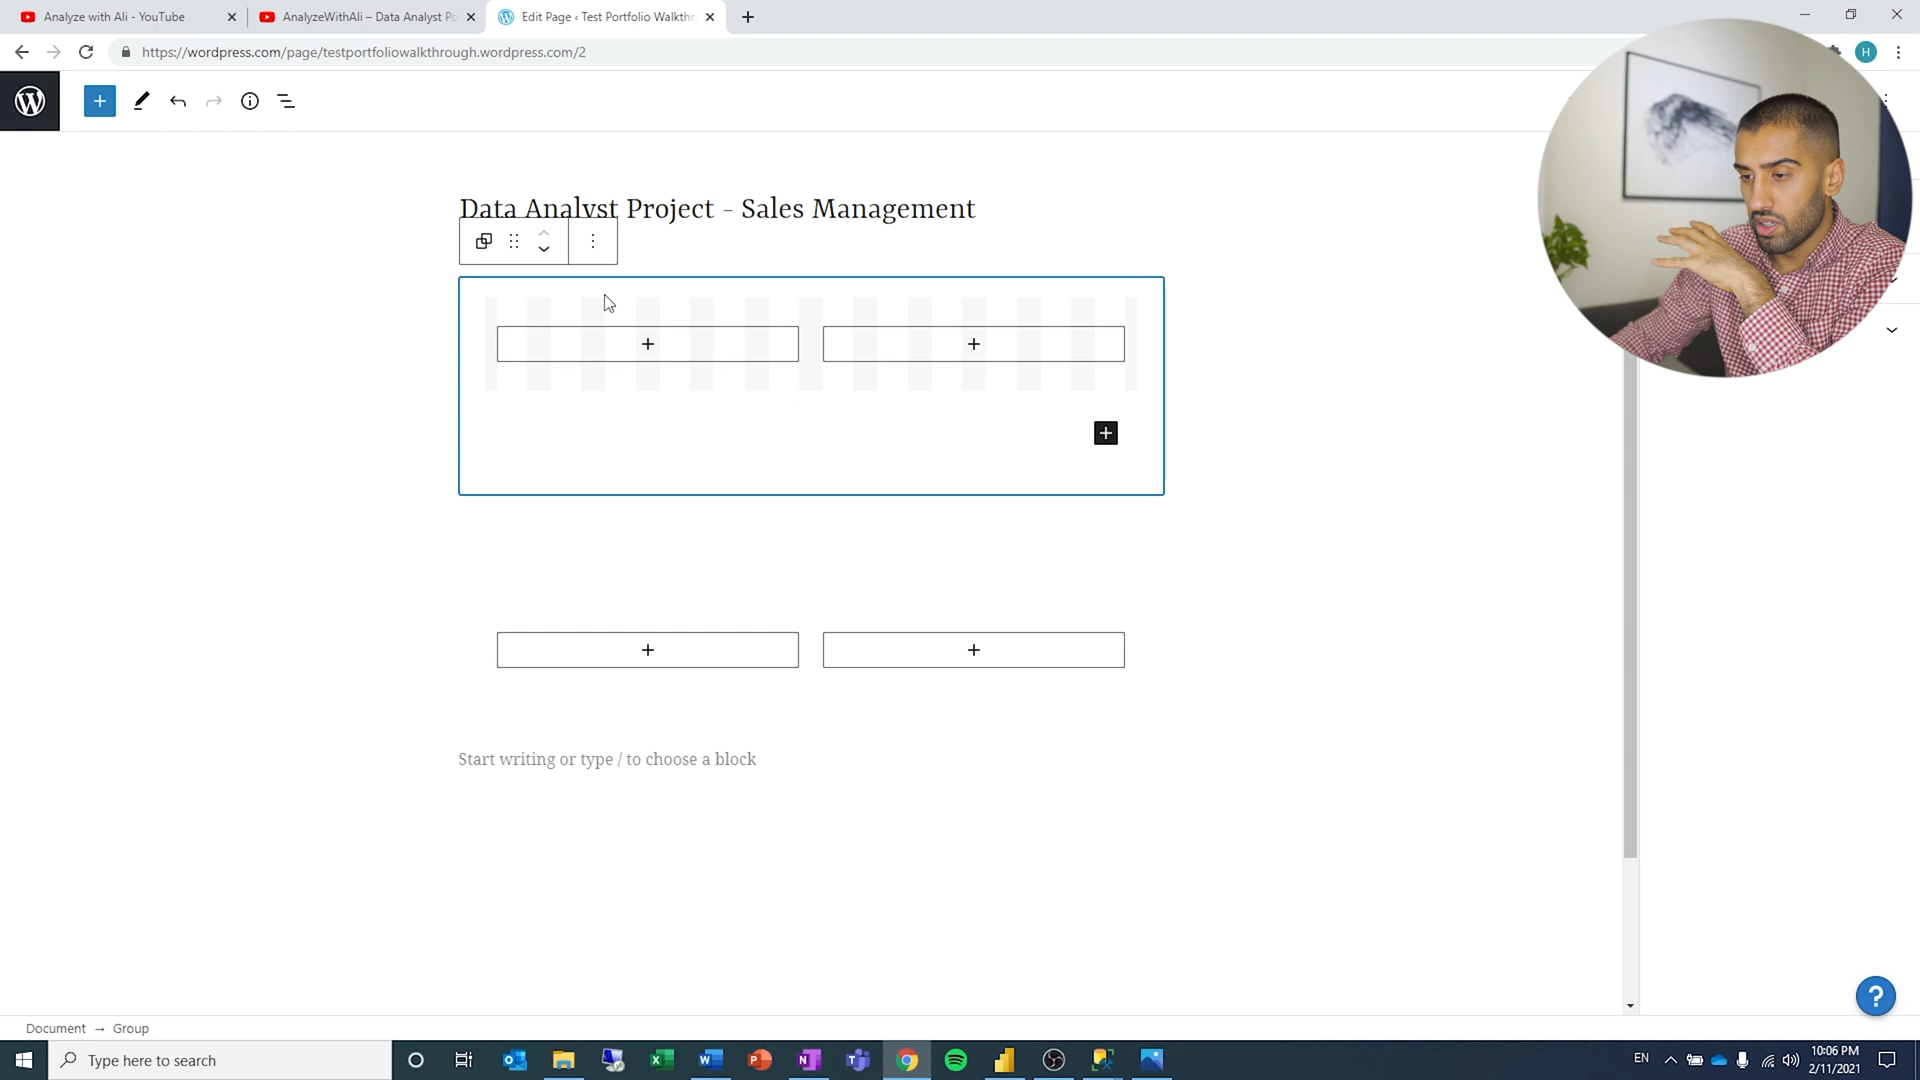 Analyze with Ali - YouTube
AnalyzeWithAli – Data Analyst Po
Edit Page ‹ Test Portfolio Walkthr
https://wordpress.com/page/testportfoliowalkthrough.wordpress.com/2
H
Data Analyst Project - Sales Management
Start writing or type / to choose a block
Document → Group
Type here to search
EN
10:06 PM
2/11/2021